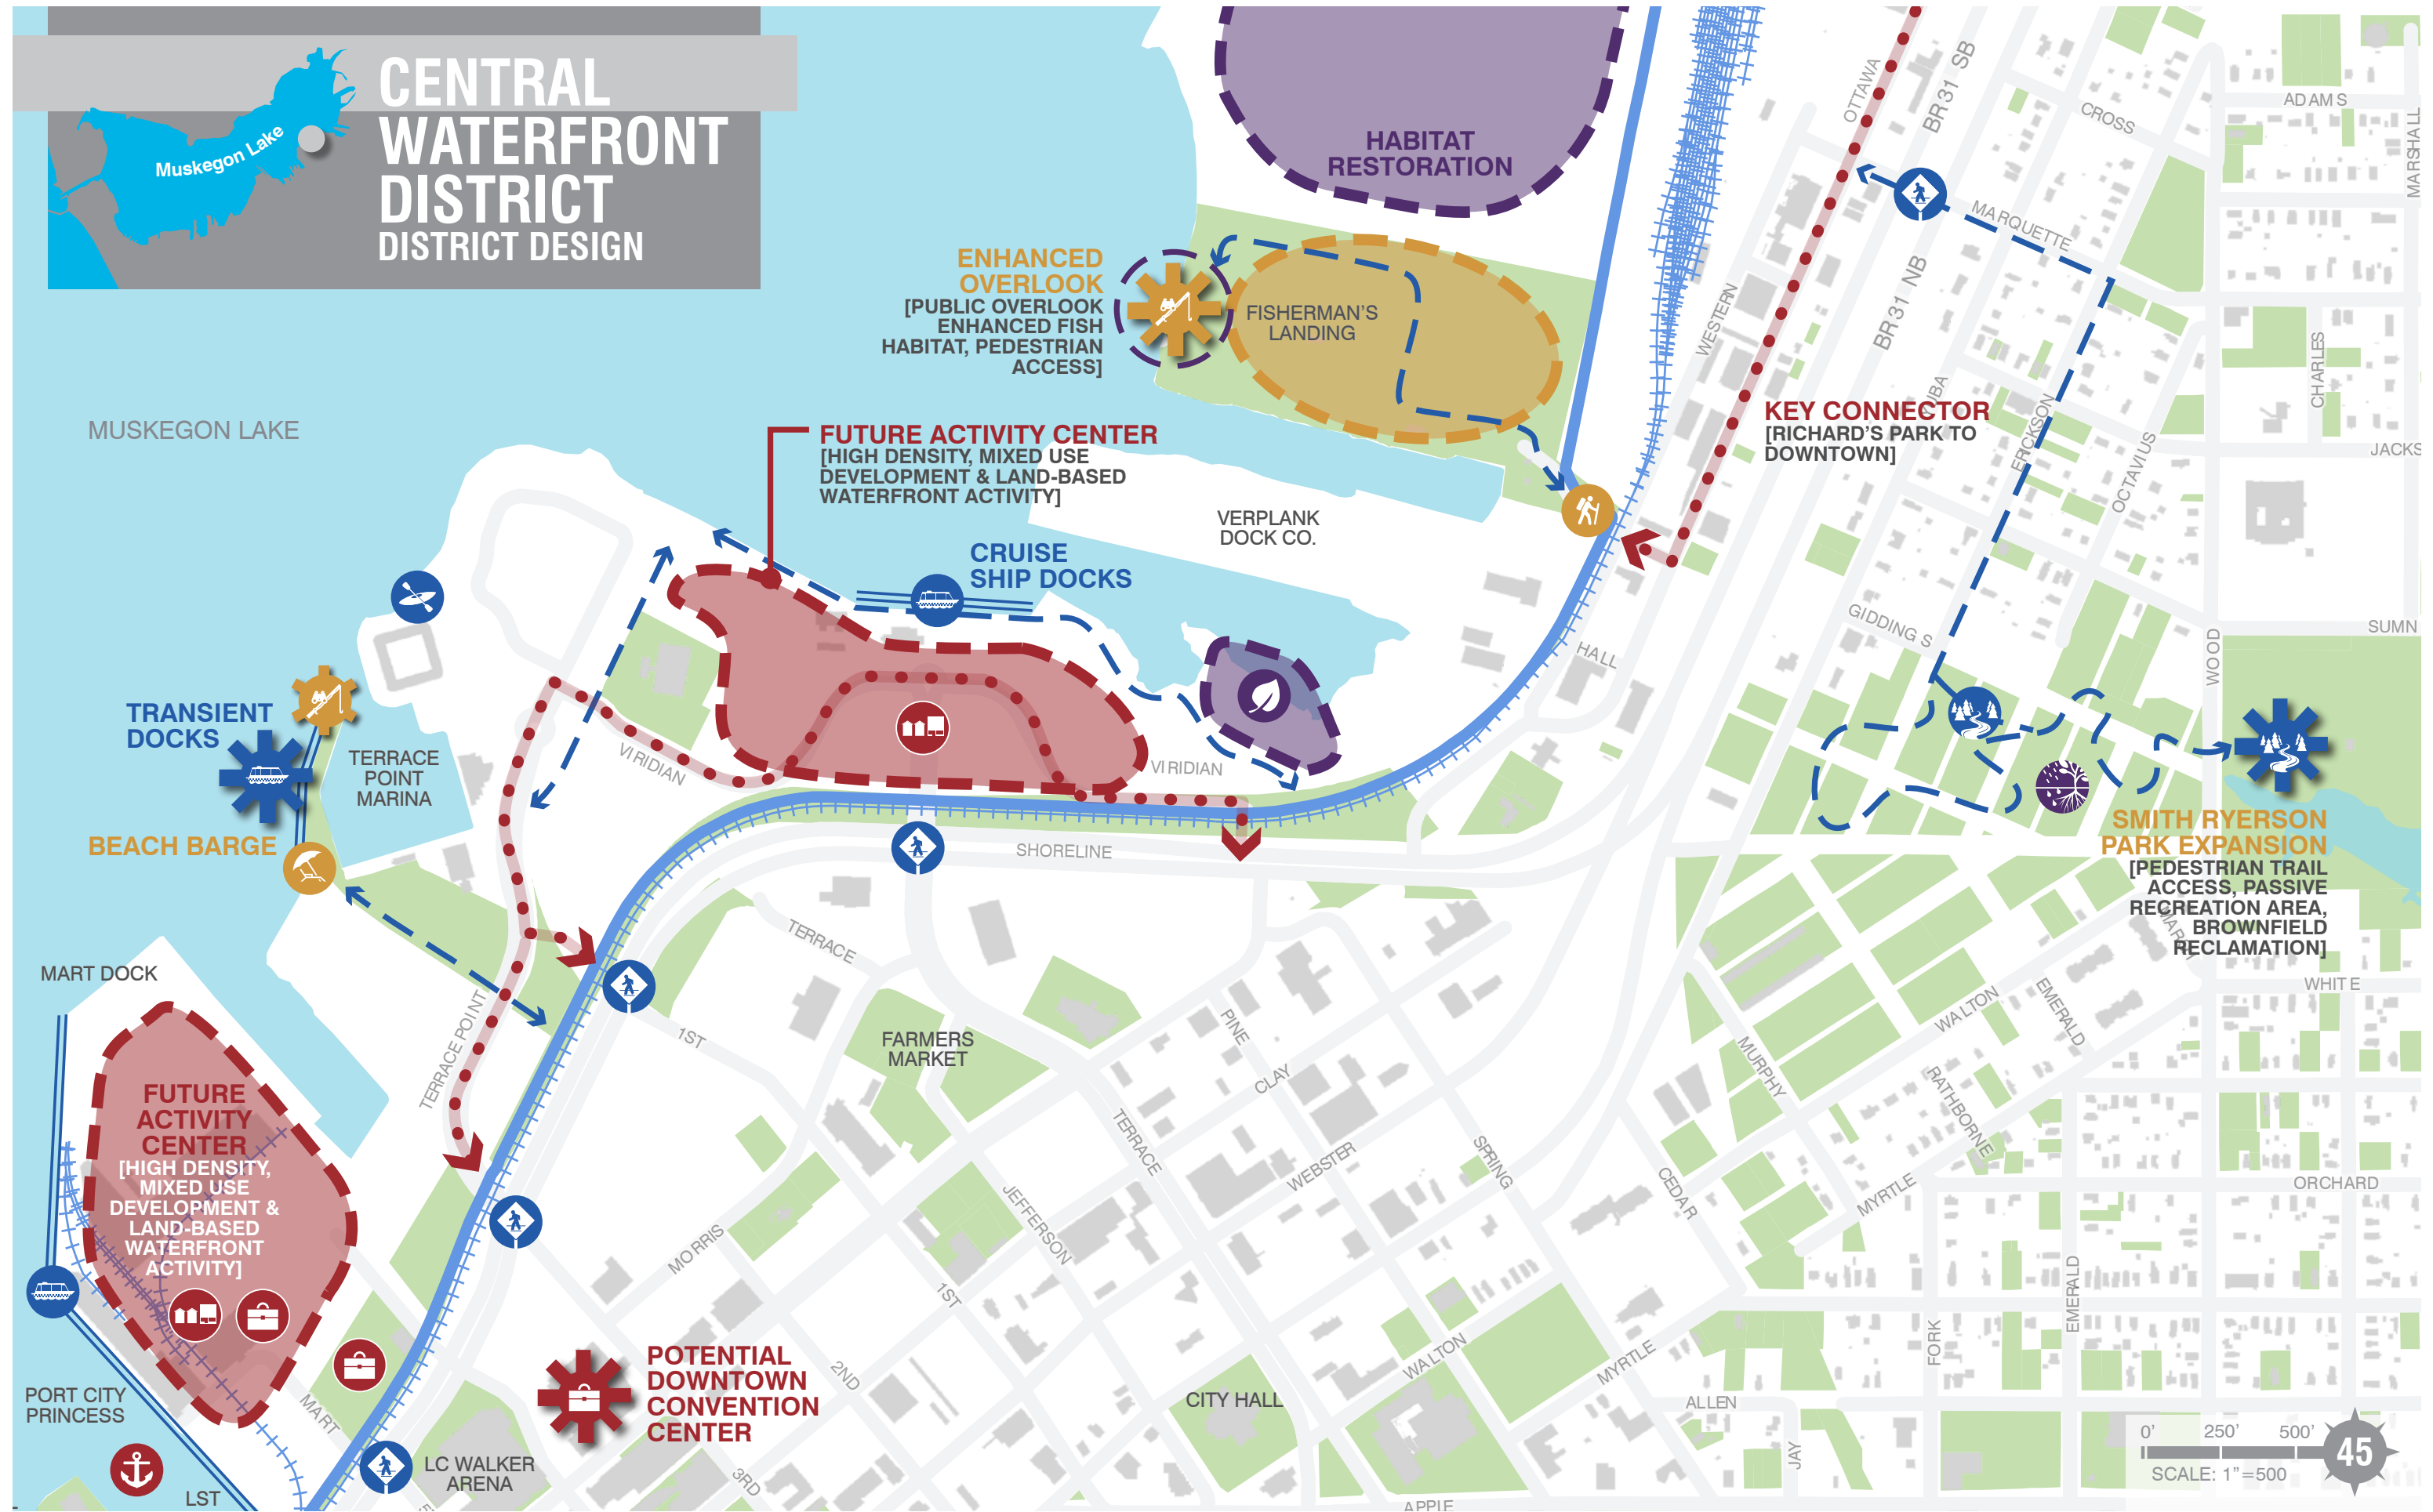 CENTRAL
WATERFRONT
DISTRICT
DISTRICT DESIGN
Muskegon Lake
HABITAT
RESTORATION
ENHANCED
OVERLOOK
[PUBLIC OVERLOOK
ENHANCED FISH
HABITAT, PEDESTRIAN
ACCESS]
FISHERMAN'S
LANDING
MUSKEGON LAKE
FUTURE ACTIVITY CENTER
[HIGH DENSITY, MIXED USE
DEVELOPMENT & LAND-BASED
WATERFRONT ACTIVITY]
CRUISE
SHIP DOCKS
VERPLANK
DOCK CO.
KEY CONNECTOR
[RICHARD'S PARK TO
DOWNTOWN]
OTTAWA
BR 31 SB
BR 31 NB
CROSS
ADAMS
MARSHALL
MARQUETTE
WESTERN
CHARLES
ERICKSON
OCTAVIUS
JACKS
GIDDINGS
HALL
WOOD
SUMN
TRANSIENT
DOCKS
TERRACE
POINT
MARINA
BEACH BARGE
VIRIDIAN
VIRIDIAN
SHORELINE
SMITH RYERSON
PARK EXPANSION
[PEDESTRIAN TRAIL
ACCESS, PASSIVE
RECREATION AREA,
BROWNFIELD
RECLAMATION]
MART DOCK
TERRACE POINT
TERRACE
1ST
FARMERS
MARKET
PINE
CLAY
TERRACE
WEBSTER
SPRING
JEFFERSON
MORRIS
1ST
2ND
3RD
MURPHY
WALTON
EMERALD
WHITE
RATHBORNE
CEDAR
MYRTLE
ORCHARD
EMERALD
FORK
FUTURE
ACTIVITY
CENTER
[HIGH DENSITY,
MIXED USE
DEVELOPMENT &
LAND-BASED
WATERFRONT
ACTIVITY]
PORT CITY
PRINCESS
MART
LST
LC WALKER
ARENA
POTENTIAL
DOWNTOWN
CONVENTION
CENTER
CITY HALL
WALTON
MYRTLE
ALLEN
JAY
APPLE
0' 250' 500'
SCALE: 1"=500
45